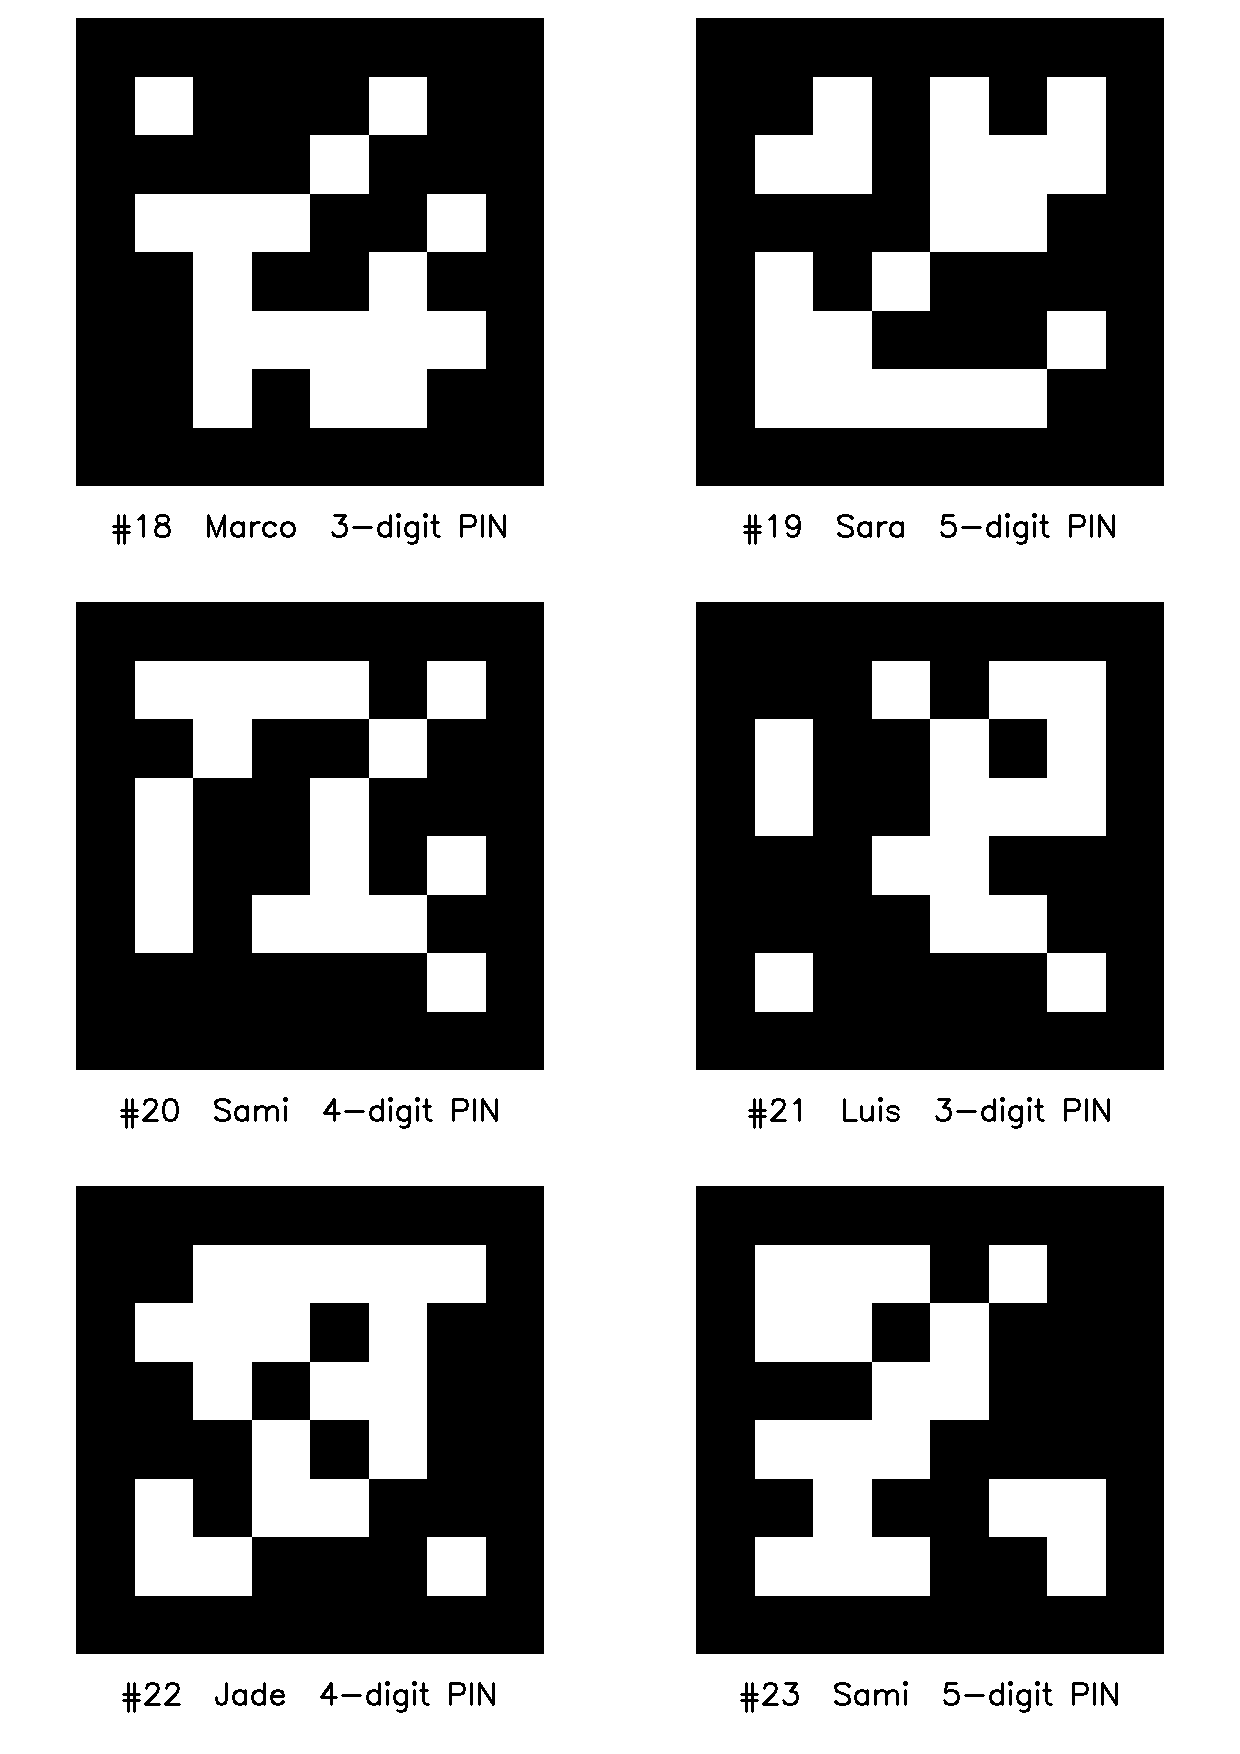 #18 Marco 3-digit PIN
#19 Sara 5-digit PIN
#20 Sami 4-digit PIN
#21 Luis 3-digit PIN
#22 Jade 4-digit PIN
#23 Sami 5-digit PIN